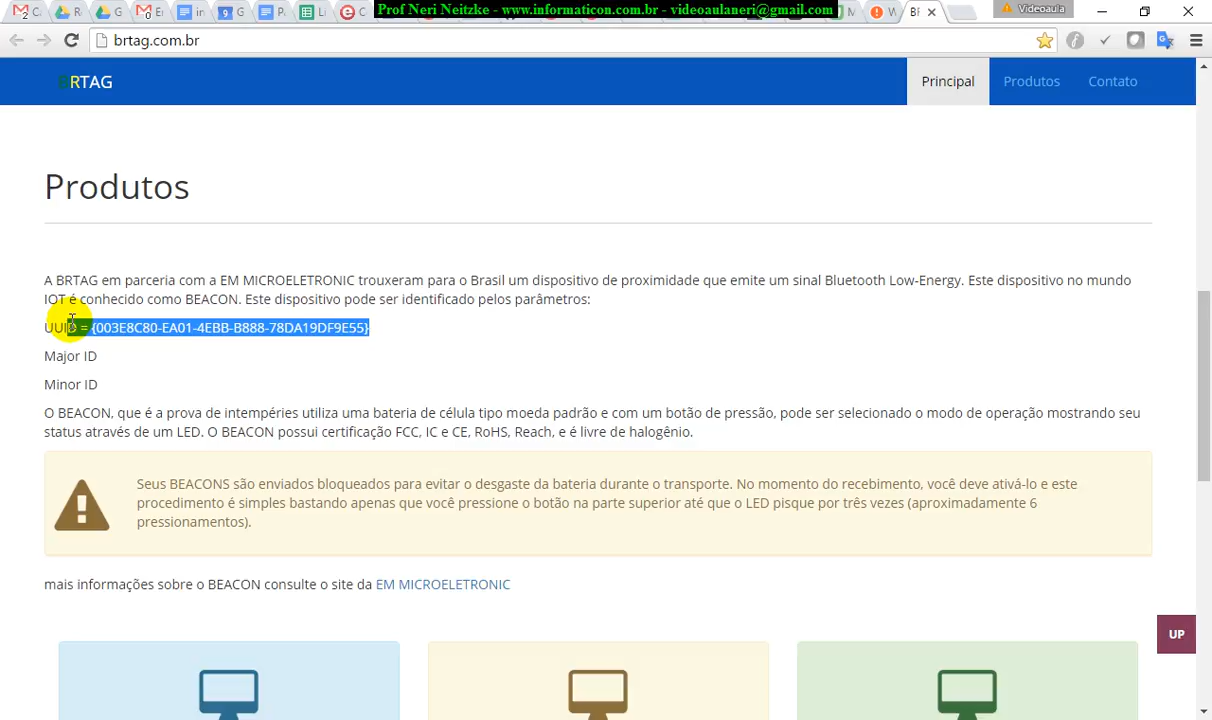 Prof Neri Neitzke - www.informaticon.com.br - videoaulaneri@gmail.com
Videoaula
brtag.com.br
BRTAG
Principal
Produtos
Contato
Produtos
A BRTAG em parceria com a EM MICROELETRONIC trouxeram para o Brasil um dispositivo de proximidade que emite um sinal Bluetooth Low-Energy. Este dispositivo no mundo
IOT é conhecido como BEACON. Este dispositivo pode ser identificado pelos parâmetros:
UUID = {003E8C80-EA01-4EBB-B888-78DA19DF9E55}
Major ID
Minor ID
O BEACON, que é a prova de intempéries utiliza uma bateria de célula tipo moeda padrão e com um botão de pressão, pode ser selecionado o modo de operação mostrando seu
status através de um LED. O BEACON possui certificação FCC, IC e CE, RoHS, Reach, e é livre de halogênio.
Seus BEACONS são enviados bloqueados para evitar o desgaste da bateria durante o transporte. No momento do recebimento, você deve ativá-lo e este
procedimento é simples bastando apenas que você pressione o botão na parte superior até que o LED pisque por três vezes (aproximadamente 6
pressionamentos).
mais informações sobre o BEACON consulte o site da EM MICROELETRONIC
UP